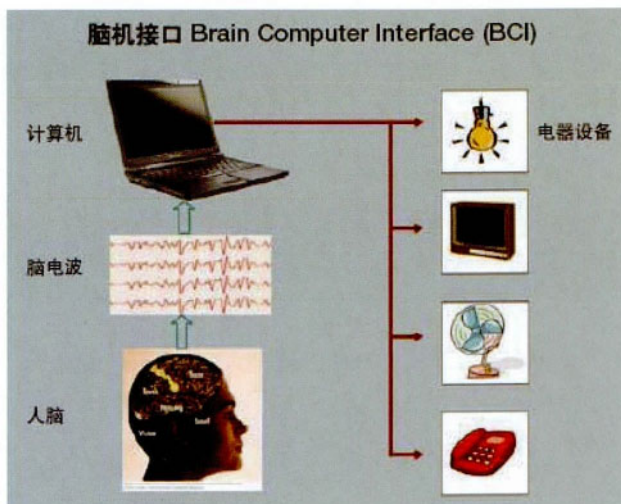 脑机接口 Brain Computer Interface (BCI)
计算机
电器设备
脑电波
人脑